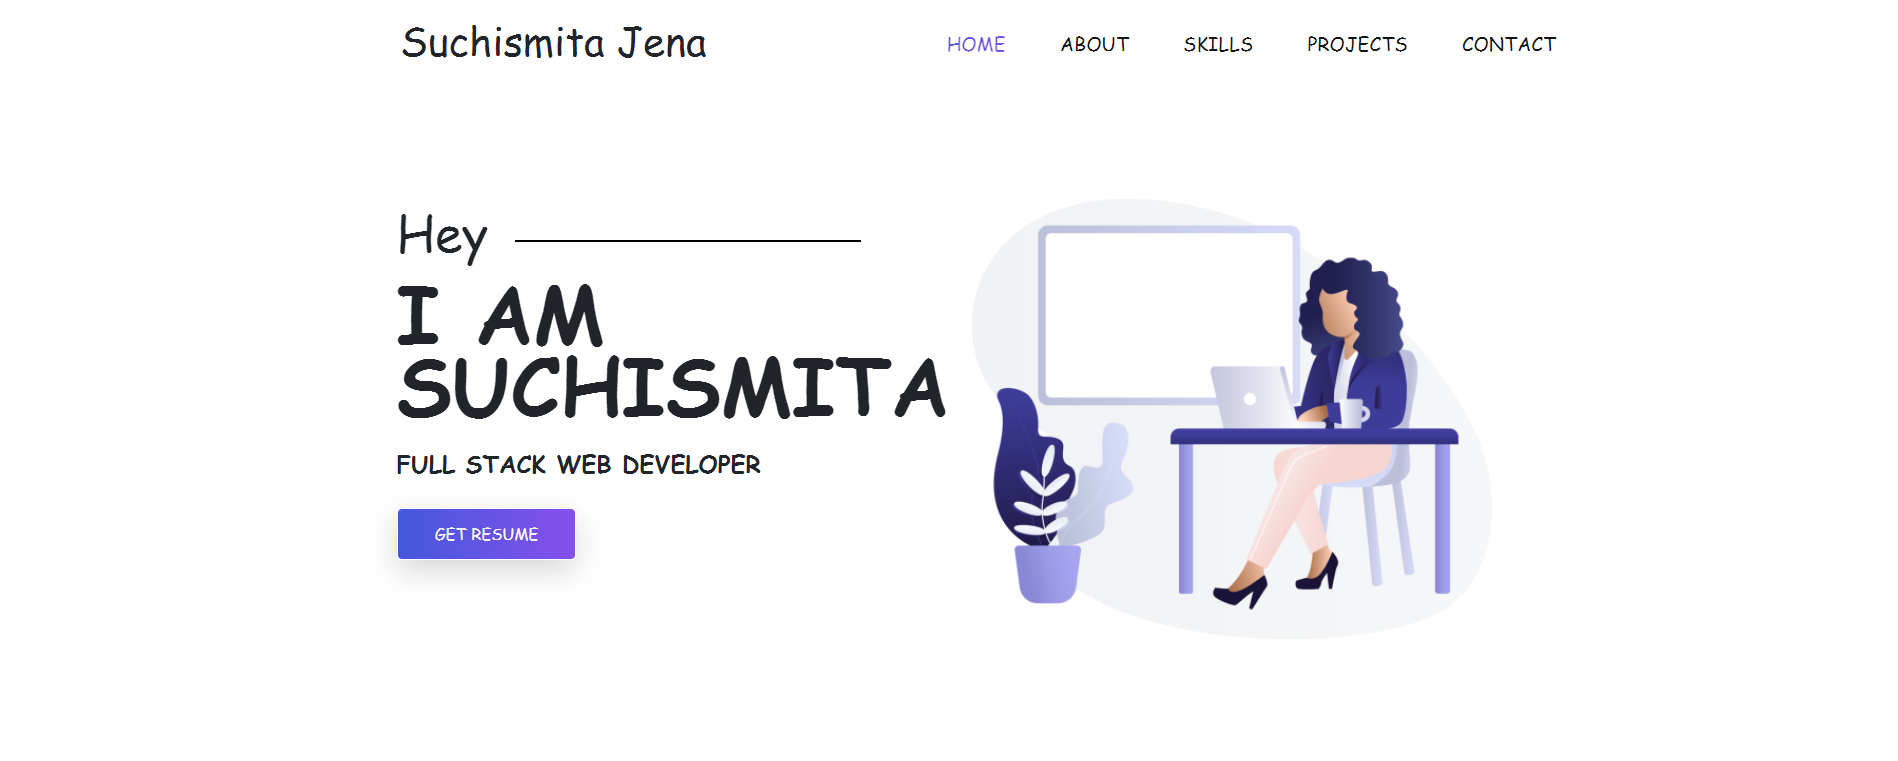 Suchismita Jena
HOME ABOUT SKILLS PROJECTS CONTACT
Hey
I AM
SUCHISMITA
FULL STACK WEB DEVELOPER
GET RESUME